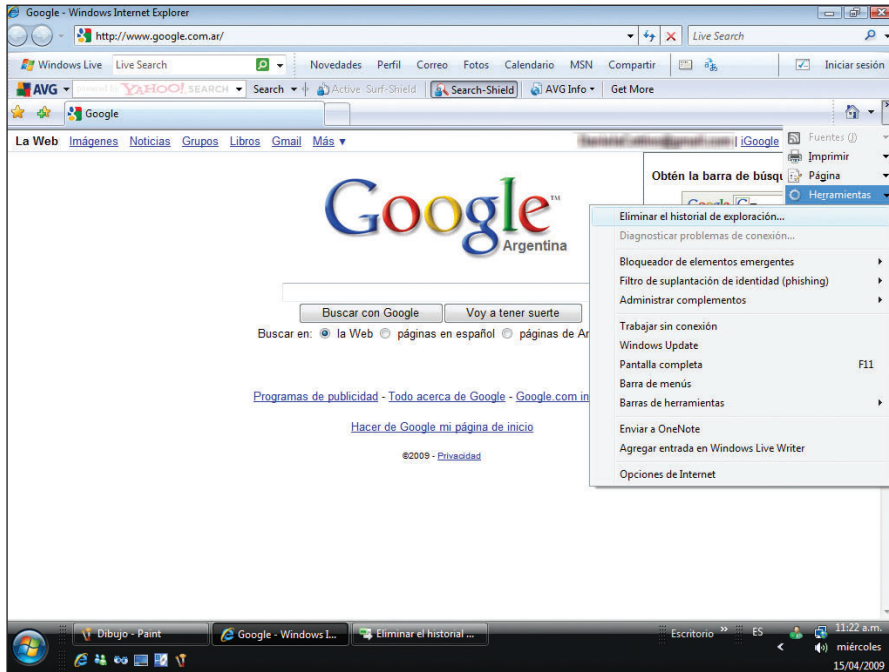 Google - Windows Internet Explorer
http://www.google.com.ar/
Live Search
Windows Live Live Search Novedades Perfil Correo Fotos Calendario MSN Compartir Iniciar sesión
AVG powered by YAHOO! SEARCH Search Active Surf-Shield Search-Shield AVG Info Get More
Google
La Web Imágenes Noticias Grupos Libros Gmail Más ▼ | iGoogle
Fuentes (J)
Imprimir
Página
Herramientas
Obtén la barra de búsqu
Google
Google™
Argentina
Buscar con Google Voy a tener suerte
Buscar en: la Web páginas en español páginas de Ar
Programas de publicidad - Todo acerca de Google - Google.com in
Hacer de Google mi página de inicio
©2009 - Privacidad
Eliminar el historial de exploración...
Diagnosticar problemas de conexión...
Bloqueador de elementos emergentes
Filtro de suplantación de identidad (phishing)
Administrar complementos
Trabajar sin conexión
Windows Update
Pantalla completa F11
Barra de menús
Barras de herramientas
Enviar a OneNote
Agregar entrada en Windows Live Writer
Opciones de Internet
Dibujo - Paint Google - Windows I... Eliminar el historial ... Escritorio » ES 11:22 a.m.
miércoles
15/04/2009